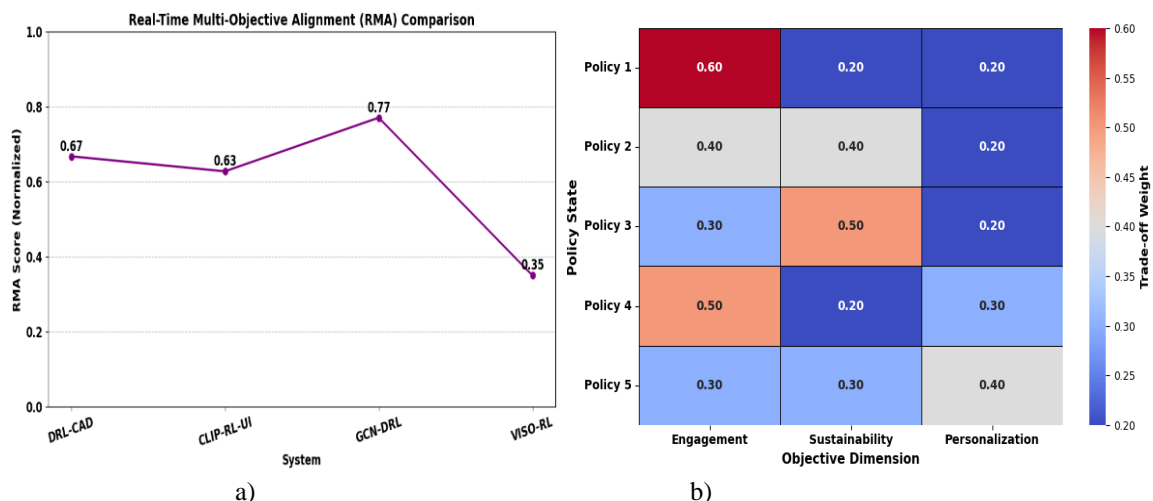 Real-Time Multi-Objective Alignment (RMA) Comparison
RMA Score (Normalized)
1.0
0.8
0.6
0.4
0.2
0.0
0.67
0.63
0.77
0.35
DRL-CAD
CLIP-RL-UI
GCN-DRL
VISO-RL
System
a)
Policy State
Policy 1
0.60
0.20
0.20
Policy 2
0.40
0.40
0.20
Policy 3
0.30
0.50
0.20
Policy 4
0.50
0.20
0.30
Policy 5
0.30
0.30
0.40
Engagement
Sustainability
Personalization
Objective Dimension
0.60
0.55
0.50
0.45
0.40
0.35
0.30
0.25
0.20
Trade-off Weight
b)